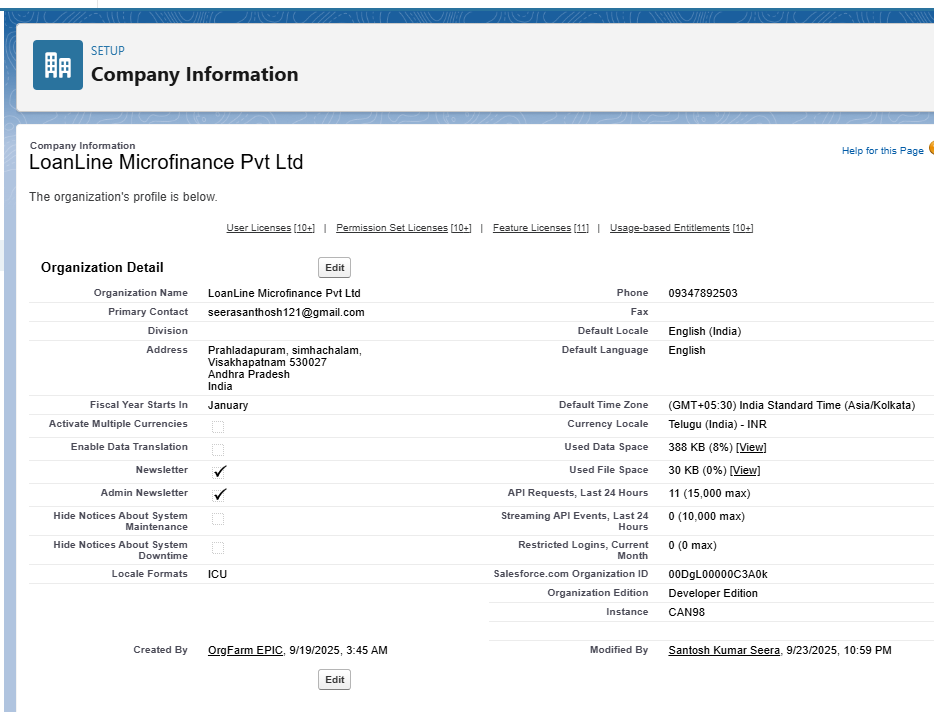 SETUP
Company Information
Company Information
LoanLine Microfinance Pvt Ltd
Help for this Page
The organization's profile is below.
User Licenses [10+] | Permission Set Licenses [10+] | Feature Licenses [11] | Usage-based Entitlements [10+]
Organization Detail
Edit
Organization Name LoanLine Microfinance Pvt Ltd Phone 09347892503
Primary Contact seerasanthosh121@gmail.com Fax
Division Default Locale English (India)
Address Prahladapuram, simhachalam, Default Language English
Visakhapatnam 530027
Andhra Pradesh
India
Fiscal Year Starts In January Default Time Zone (GMT+05:30) India Standard Time (Asia/Kolkata)
Activate Multiple Currencies Currency Locale Telugu (India) - INR
Enable Data Translation Used Data Space 388 KB (8%) [View]
Newsletter Used File Space 30 KB (0%) [View]
Admin Newsletter API Requests, Last 24 Hours 11 (15,000 max)
Hide Notices About System Streaming API Events, Last 24 0 (10,000 max)
Maintenance Hours
Hide Notices About System Restricted Logins, Current 0 (0 max)
Downtime Month
Locale Formats ICU Salesforce.com Organization ID 00DgL00000C3A0k
Organization Edition Developer Edition
Instance CAN98
Created By OrgFarm EPIC, 9/19/2025, 3:45 AM Modified By Santosh Kumar Seera, 9/23/2025, 10:59 PM
Edit